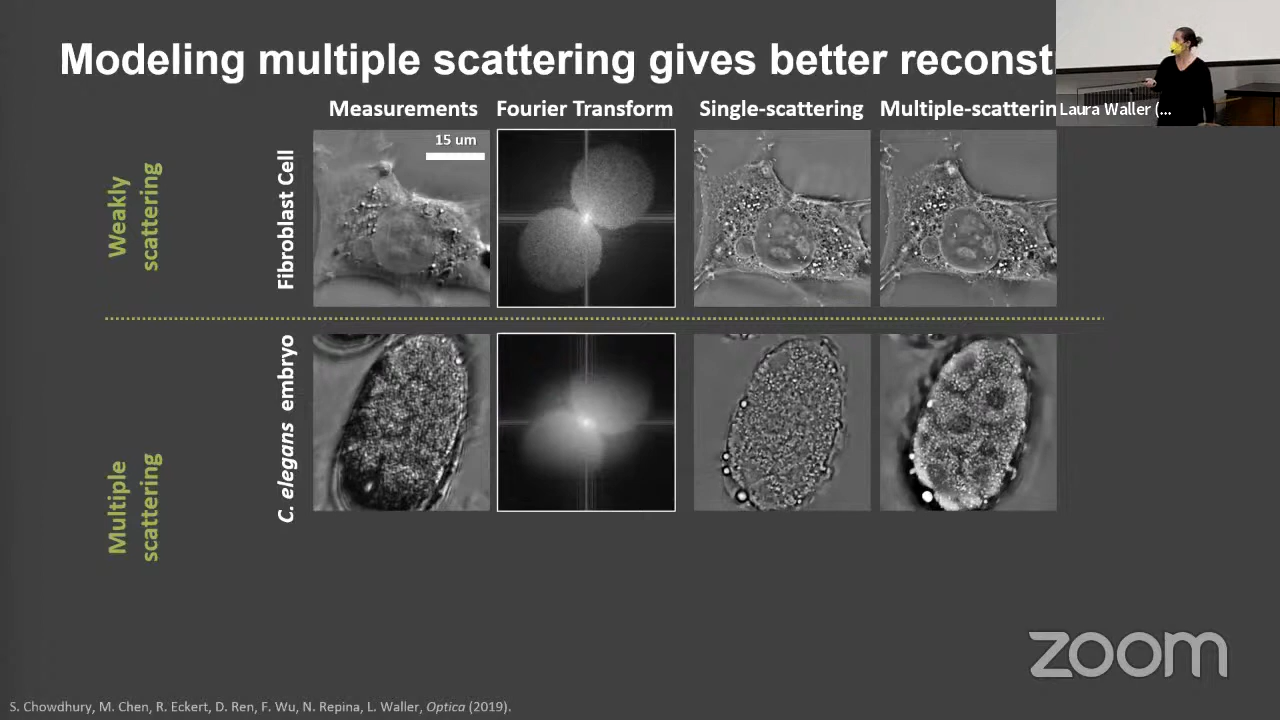 Modeling multiple scattering gives better reconst
Laura Waller (...
Measurements
Fourier Transform
Single-scattering
Multiple-scatterin
Weakly
scattering
Fibroblast Cell
15 um
Multiple
scattering
C. elegans embryo
zoom
S. Chowdhury, M. Chen, R. Eckert, D. Ren, F. Wu, N. Repina, L. Waller, Optica (2019).